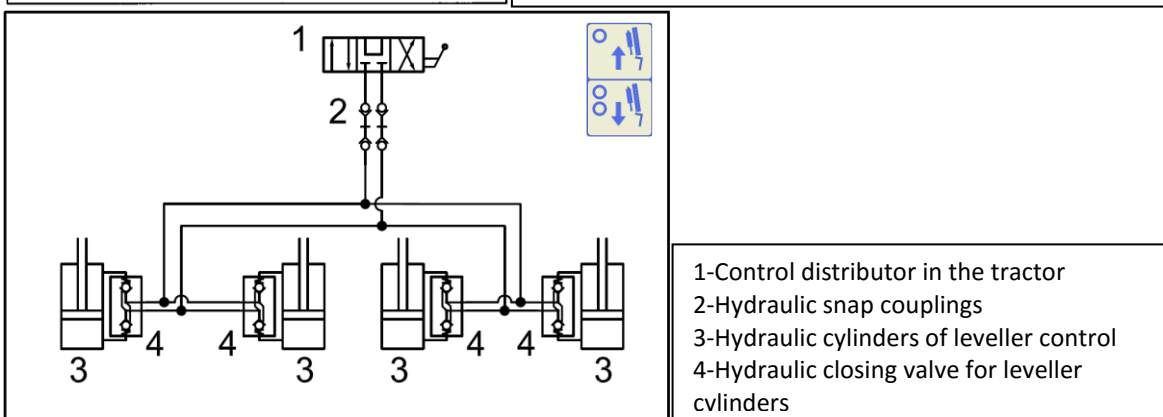 1
2
4
4
4
4
3
3
3
3
1-Control distributor in the tractor
2-Hydraulic snap couplings
3-Hydraulic cylinders of leveller control
4-Hydraulic closing valve for leveller
cylinders